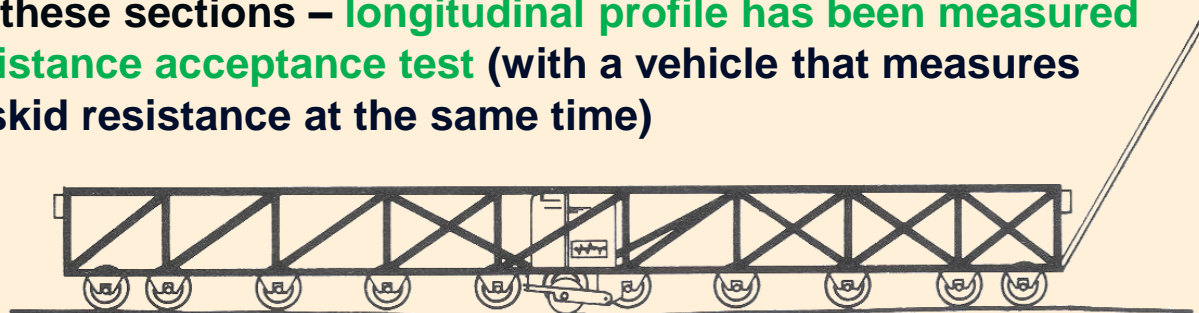 these sections – longitudinal profile has been measured
istance acceptance test (with a vehicle that measures
skid resistance at the same time)